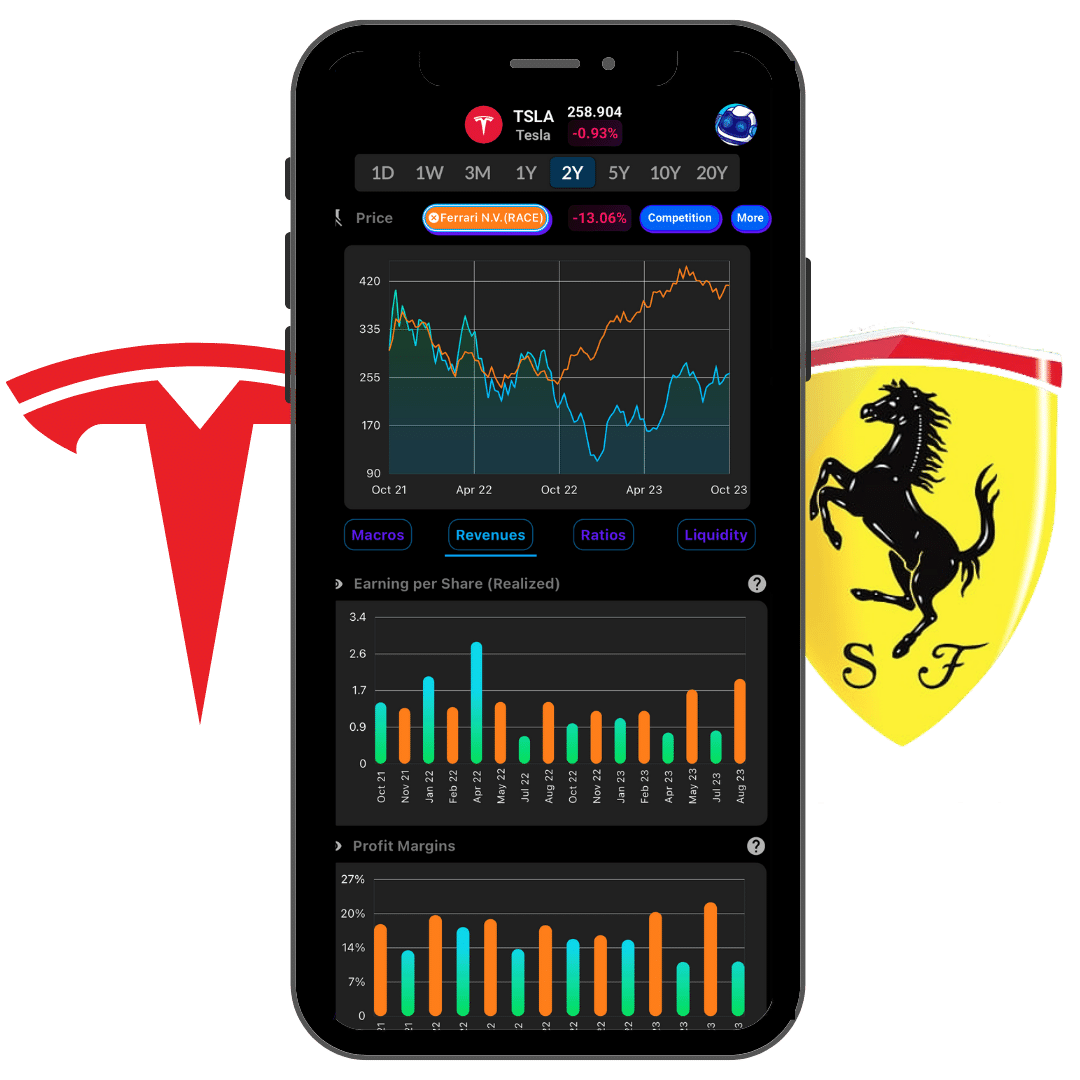 TSLA 258.904
Tesla -0.93%
1D 1W 3M 1Y 2Y 5Y 10Y 20Y
Price Ferrari N.V.(RACE) -13.06% Competition More
420
335
255
170
90
Oct 21 Apr 22 Oct 22 Apr 23 Oct 23
Macros Revenues Ratios Liquidity
Earning per Share (Realized) ?
3.4
2.6
1.7
0.9
0
Oct 21 Nov 21 Jan 22 Feb 22 Apr 22 May 22 Jul 22 Aug 22 Oct 22 Nov 22 Jan 23 Feb 23 Apr 23 May 23 Jul 23 Aug 23
Profit Margins ?
27%
20%
14%
7%
0
S F